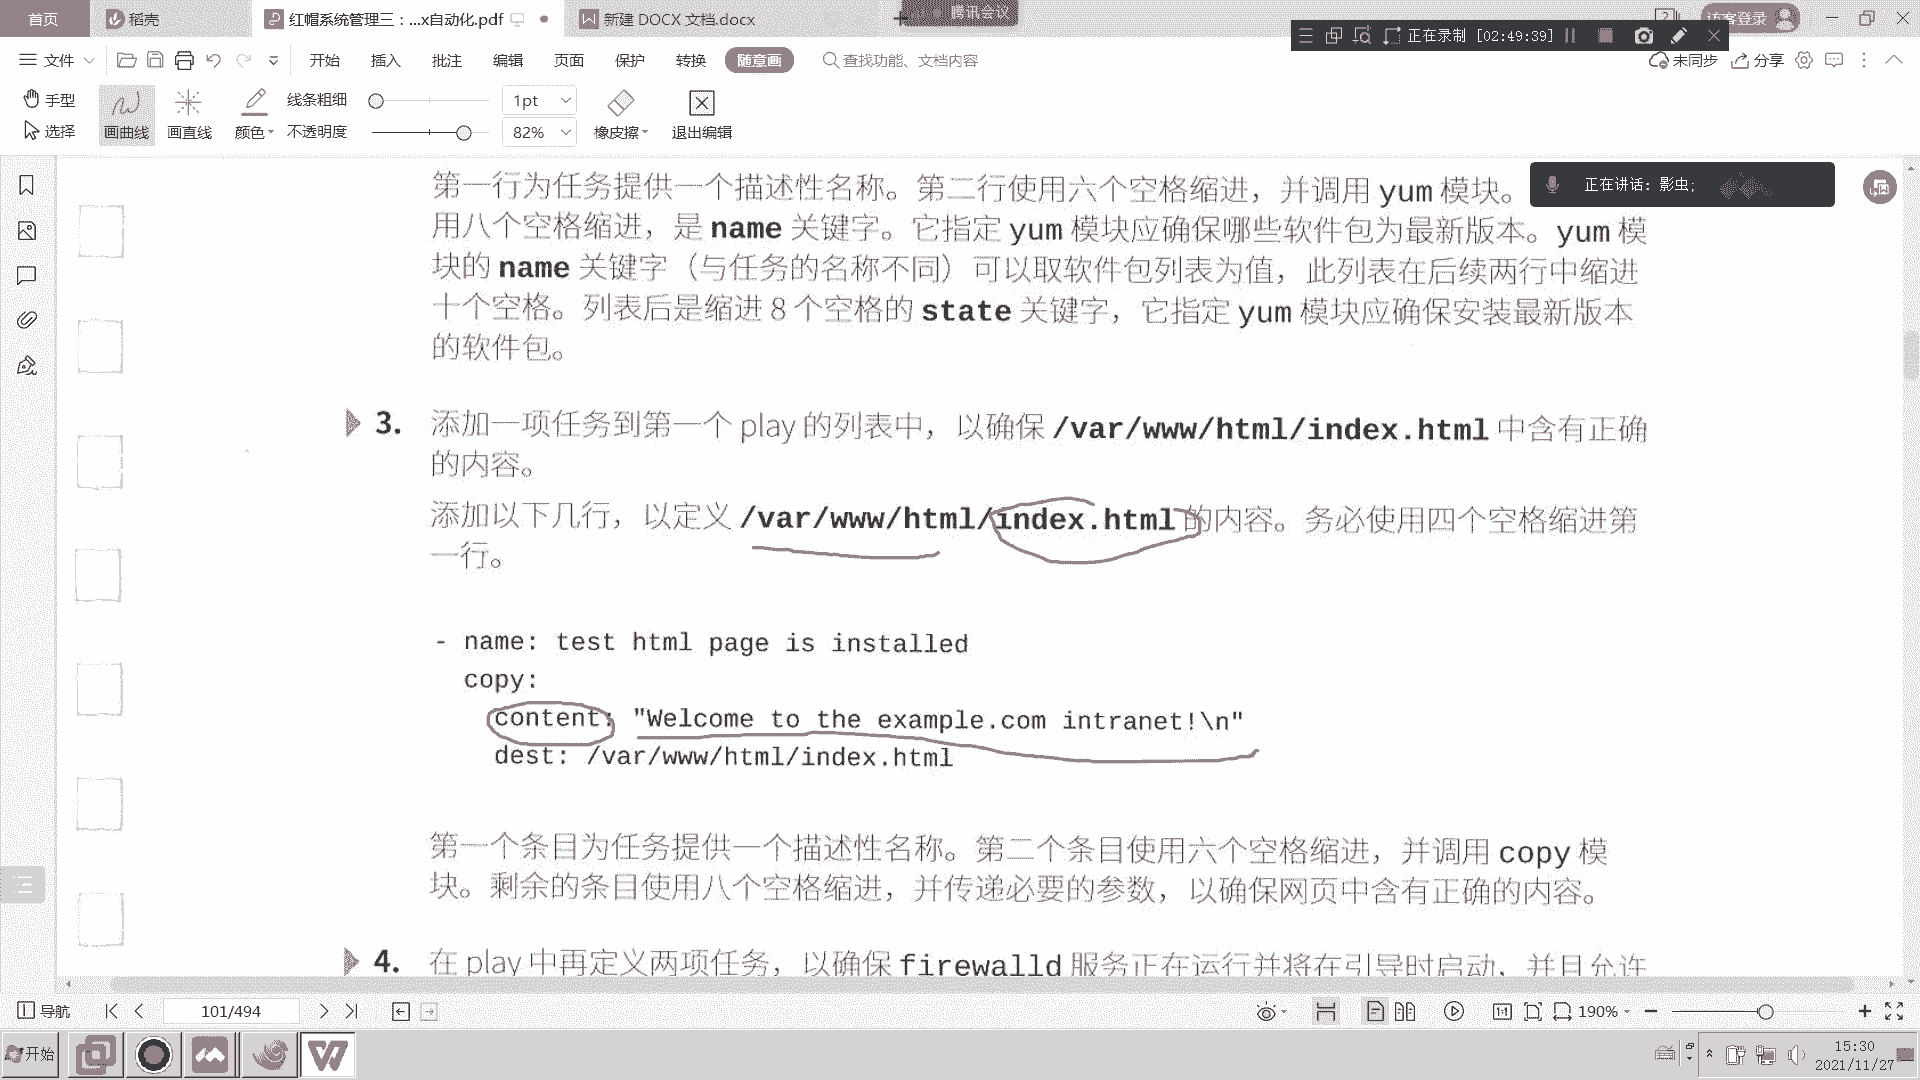 首页
稻壳
红帽系统管理三：...x自动化.pdf
新建 DOCX 文档.docx
腾讯会议
访客登录
正在录制 [02:49:39]
文件
开始
插入
批注
编辑
页面
保护
转换
随意画
查找功能、文档内容
未同步
分享
手型
选择
画曲线
画直线
颜色
线条粗细
1pt
不透明度
82%
橡皮擦
退出编辑
正在讲话：影虫;
第一行为任务提供一个描述性名称。第二行使用六个空格缩进，并调用 yum 模块。
用八个空格缩进，是 name 关键字。它指定 yum 模块应确保哪些软件包为最新版本。yum 模
块的 name 关键字（与任务的名称不同）可以取软件包列表为值，此列表在后续两行中缩进
十个空格。列表后是缩进 8 个空格的 state 关键字，它指定 yum 模块应确保安装最新版本
的软件包。
3. 添加一项任务到第一个 play 的列表中，以确保 /var/www/html/index.html 中含有正确
的内容。
添加以下几行，以定义 /var/www/html/index.html 的内容。务必使用四个空格缩进第
一行。
- name: test html page is installed
copy:
content: "Welcome to the example.com intranet!\n"
dest: /var/www/html/index.html
第一个条目为任务提供一个描述性名称。第二个条目使用六个空格缩进，并调用 copy 模
块。剩余的条目使用八个空格缩进，并传递必要的参数，以确保网页中含有正确的内容。
4. 在 play 中再定义两项任务，以确保 firewalld 服务正在运行并将在引导时启动，并且允许
导航
101/494
190%
开始
15:30
2021/11/27